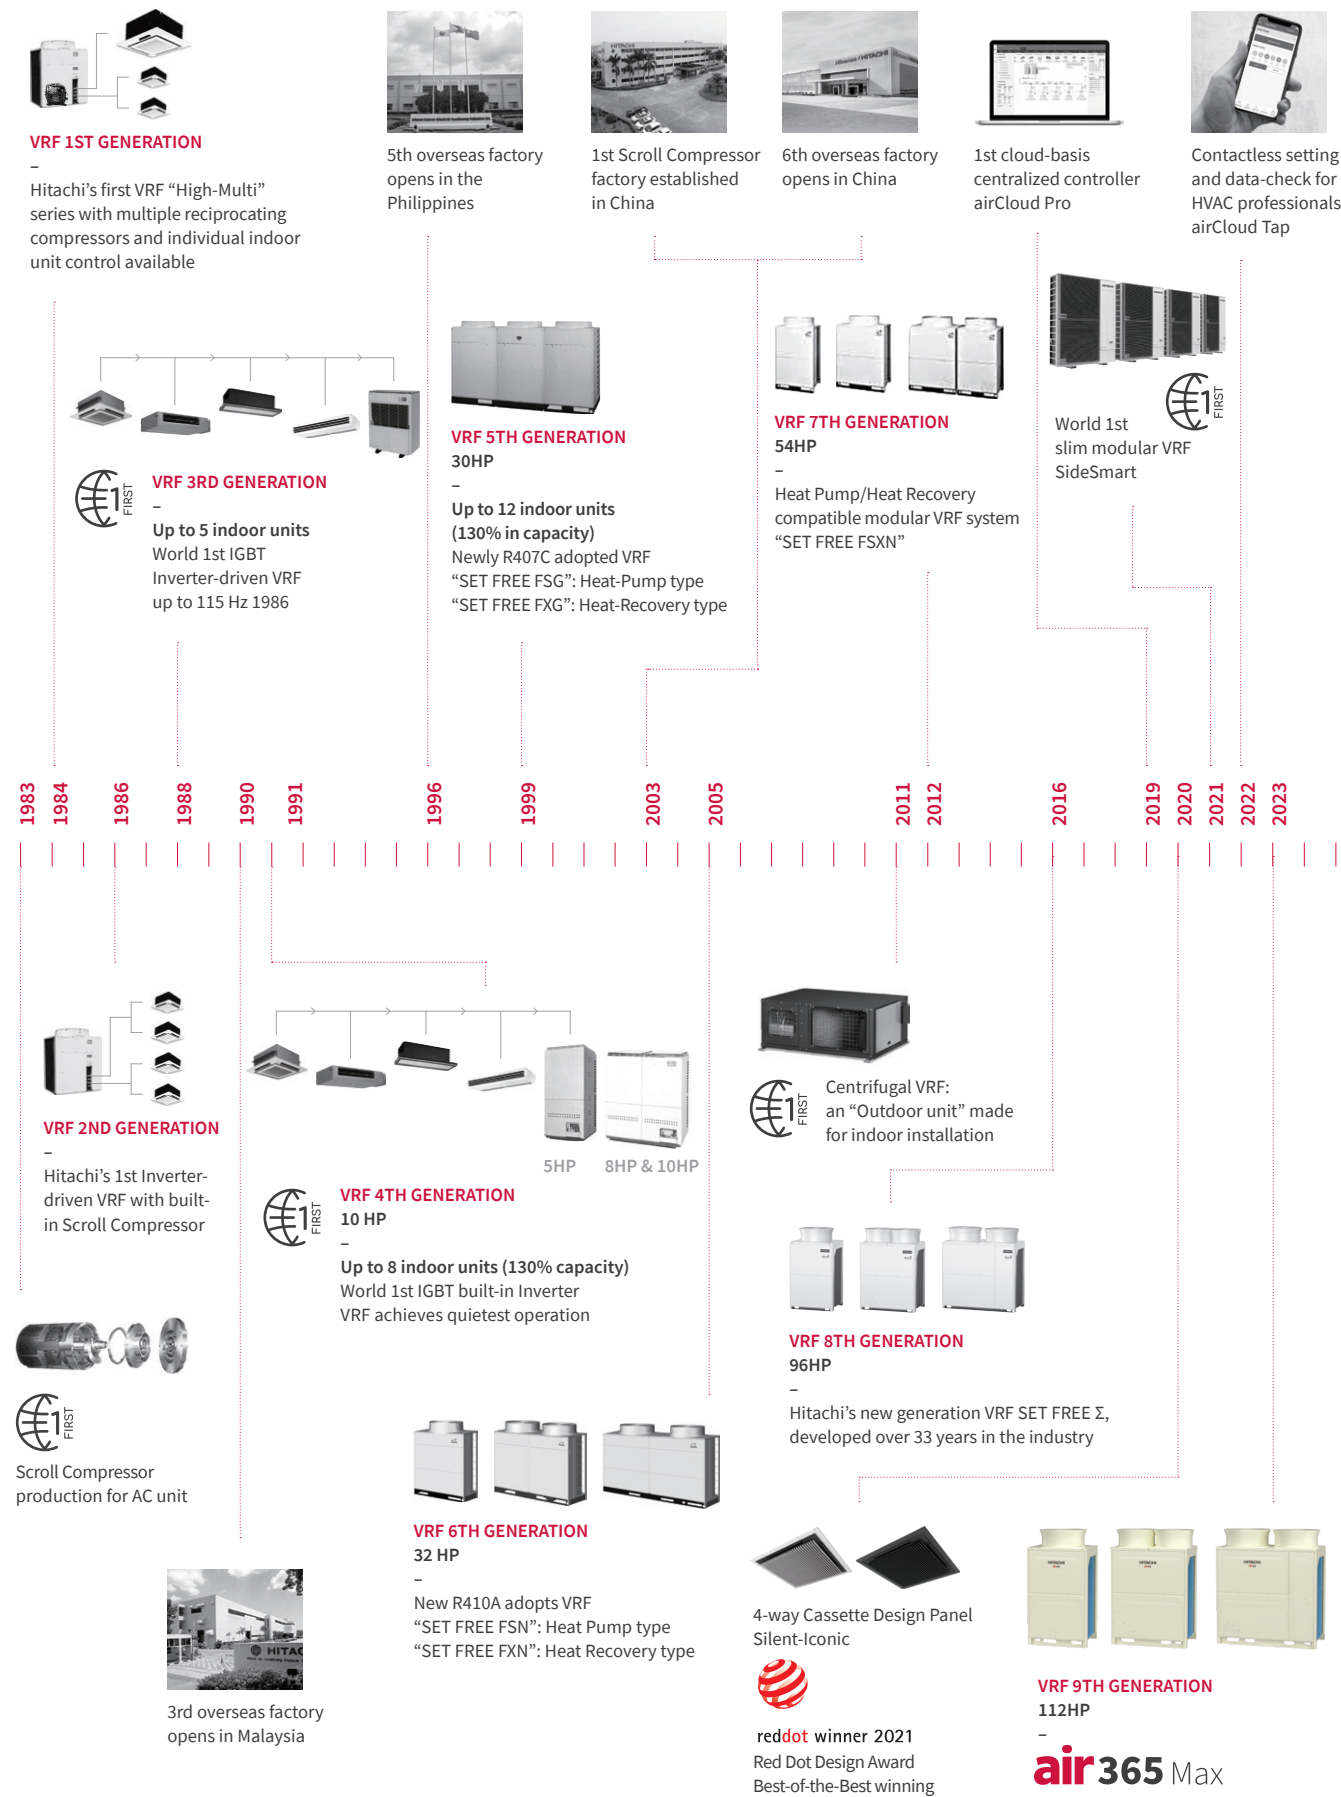 VRF 1ST GENERATION
–
Hitachi’s first VRF “High-Multi”
series with multiple reciprocating
compressors and individual indoor
unit control available
5th overseas factory
opens in the
Philippines
HITACHI
1st Scroll Compressor
factory established
in China
Hisense / HITACHI
6th overseas factory
opens in China
1st cloud-basis
centralized controller
airCloud Pro
Contactless setting
and data-check for
HVAC professionals
airCloud Tap
1
FIRST
VRF 3RD GENERATION
–
Up to 5 indoor units
World 1st IGBT
Inverter-driven VRF
up to 115 Hz 1986
VRF 5TH GENERATION
30HP
–
Up to 12 indoor units
(130% in capacity)
Newly R407C adopted VRF
“SET FREE FSG”: Heat-Pump type
“SET FREE FXG”: Heat-Recovery type
VRF 7TH GENERATION
54HP
–
Heat Pump/Heat Recovery
compatible modular VRF system
“SET FREE FSXN”
1
FIRST
World 1st
slim modular VRF
SideSmart
1983
1984
1986
1988
1990
1991
1996
1999
2003
2005
2011
2012
2016
2019
2020
2021
2022
2023
VRF 2ND GENERATION
–
Hitachi’s 1st Inverter-
driven VRF with built-
in Scroll Compressor
1
FIRST
Scroll Compressor
production for AC unit
5HP
8HP & 10HP
1
FIRST
VRF 4TH GENERATION
10 HP
–
Up to 8 indoor units (130% capacity)
World 1st IGBT built-in Inverter
VRF achieves quietest operation
1
FIRST
Centrifugal VRF:
an “Outdoor unit” made
for indoor installation
VRF 8TH GENERATION
96HP
–
Hitachi’s new generation VRF SET FREE Σ,
developed over 33 years in the industry
HITAC
3rd overseas factory
opens in Malaysia
VRF 6TH GENERATION
32 HP
–
New R410A adopts VRF
“SET FREE FSN”: Heat Pump type
“SET FREE FXN”: Heat Recovery type
4-way Cassette Design Panel
Silent-Iconic
reddot winner 2021
Red Dot Design Award
Best-of-the-Best winning
HITACHI
HITACHI
HITACHI
VRF 9TH GENERATION
112HP
–
air365 Max